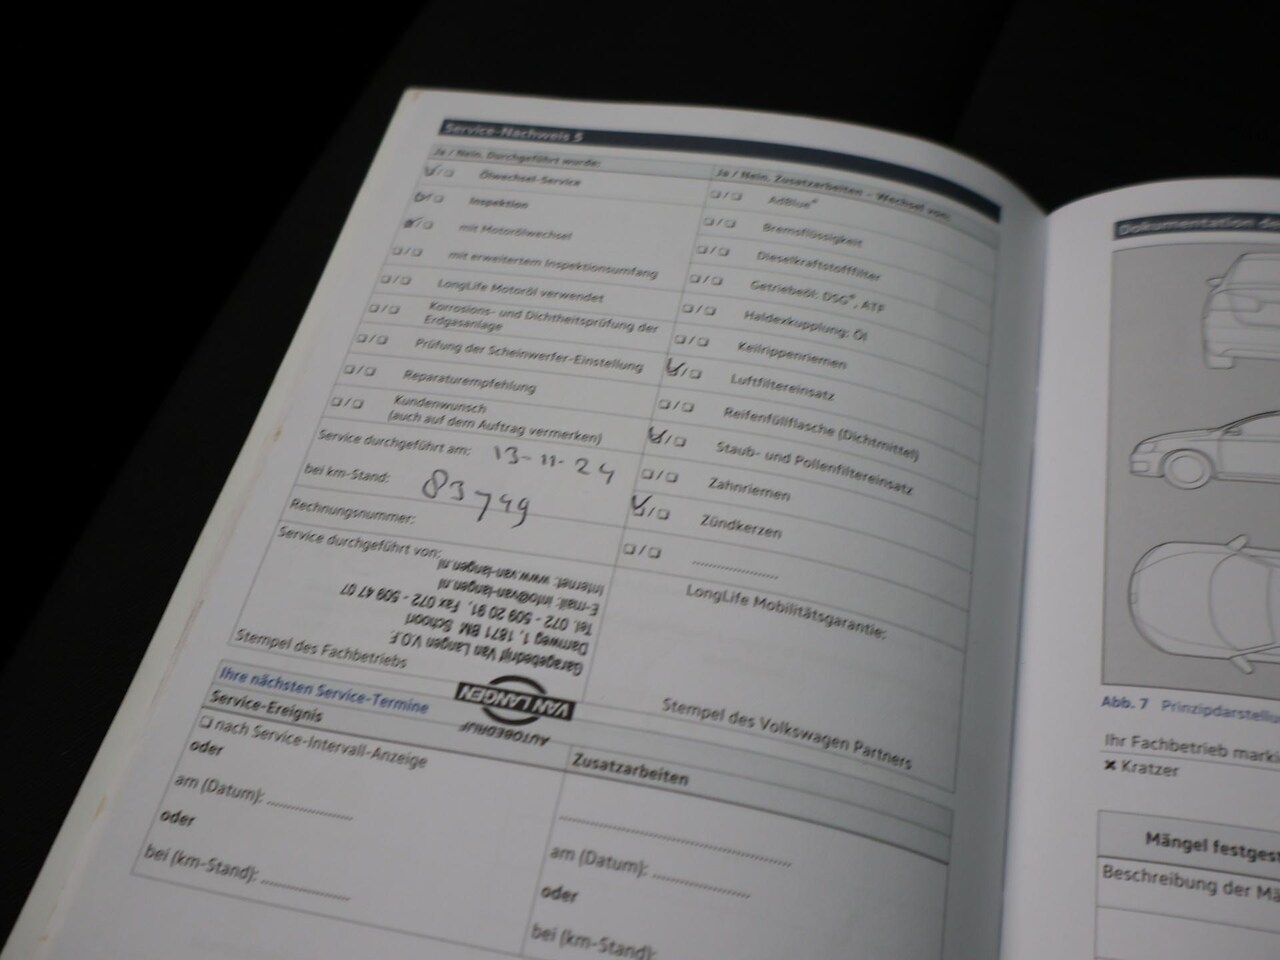 Service-Nachweis 5
Ja / Nein. Durchgeführt wurde:
Ölwechsel-Service
Inspektion
mit Motorölwechsel
mit erweitertem Inspektionsumfang
LongLife Motoröl verwendet
Korrosions- und Dichtheitsprüfung der
Erdgasanlage
Prüfung der Scheinwerfer-Einstellung
Reparaturempfehlung
Kundenwunsch
(auch auf dem Auftrag vermerken)
Service durchgeführt am: 13-11-24
bei km-Stand: 83749
Rechnungsnummer:
Service durchgeführt von:
AUTOBEDRIJF
VAN LANGEN
Garagebedrijf Van Langen V.O.F.
Damweg 1, 1871 BM Schoorl
Tel. 072 - 509 20 91, Fax 072 - 509 47 07
E-mail: info@van-langen.nl
Internet: www.van-langen.nl
Stempel des Fachbetriebs
Ja / Nein. Zusatzarbeiten – Wechsel von:
AdBlue®
Bremsflüssigkeit
Dieselkraftstofffilter
Getriebeöl: DSG®, ATF
Haldexkupplung: Öl
Keilrippenriemen
Luftfiltereinsatz
Reifenfüllflasche (Dichtmittel)
Staub- und Pollenfiltereinsatz
Zahnriemen
Zündkerzen
....................
LongLife Mobilitätsgarantie:
Stempel des Volkswagen Partners
Ihre nächsten Service-Termine
Service-Ereignis
nach Service-Intervall-Anzeige
oder
am (Datum): ....................
oder
bei (km-Stand): ....................
Zusatzarbeiten
am (Datum): ....................
oder
bei (km-Stand):
Dokumentation de
Abb. 7 Prinzipdarstellu
Ihr Fachbetrieb marki
✘ Kratzer
Mängel festgest
Beschreibung der Mä